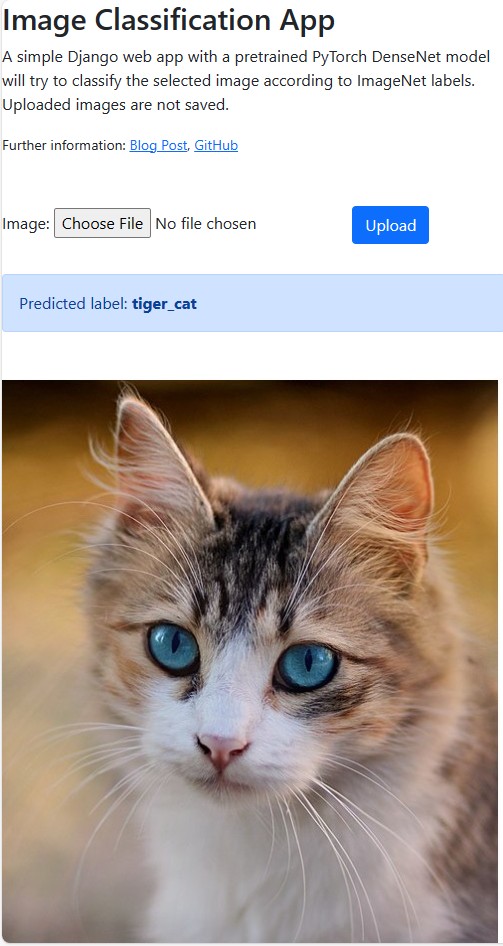 Image Classification App
A simple Django web app with a pretrained PyTorch DenseNet model
will try to classify the selected image according to ImageNet labels.
Uploaded images are not saved.
Further information: Blog Post, GitHub
Image: Choose File No file chosen Upload
Predicted label: tiger_cat